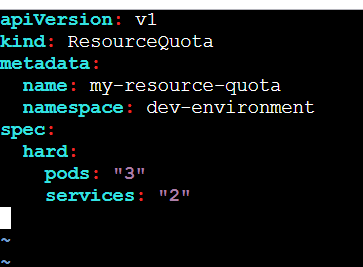 apiVersion: v1
kind: ResourceQuota
metadata:
  name: my-resource-quota
  namespace: dev-environment
spec:
  hard:
    pods: "3"
    services: "2"
~
~